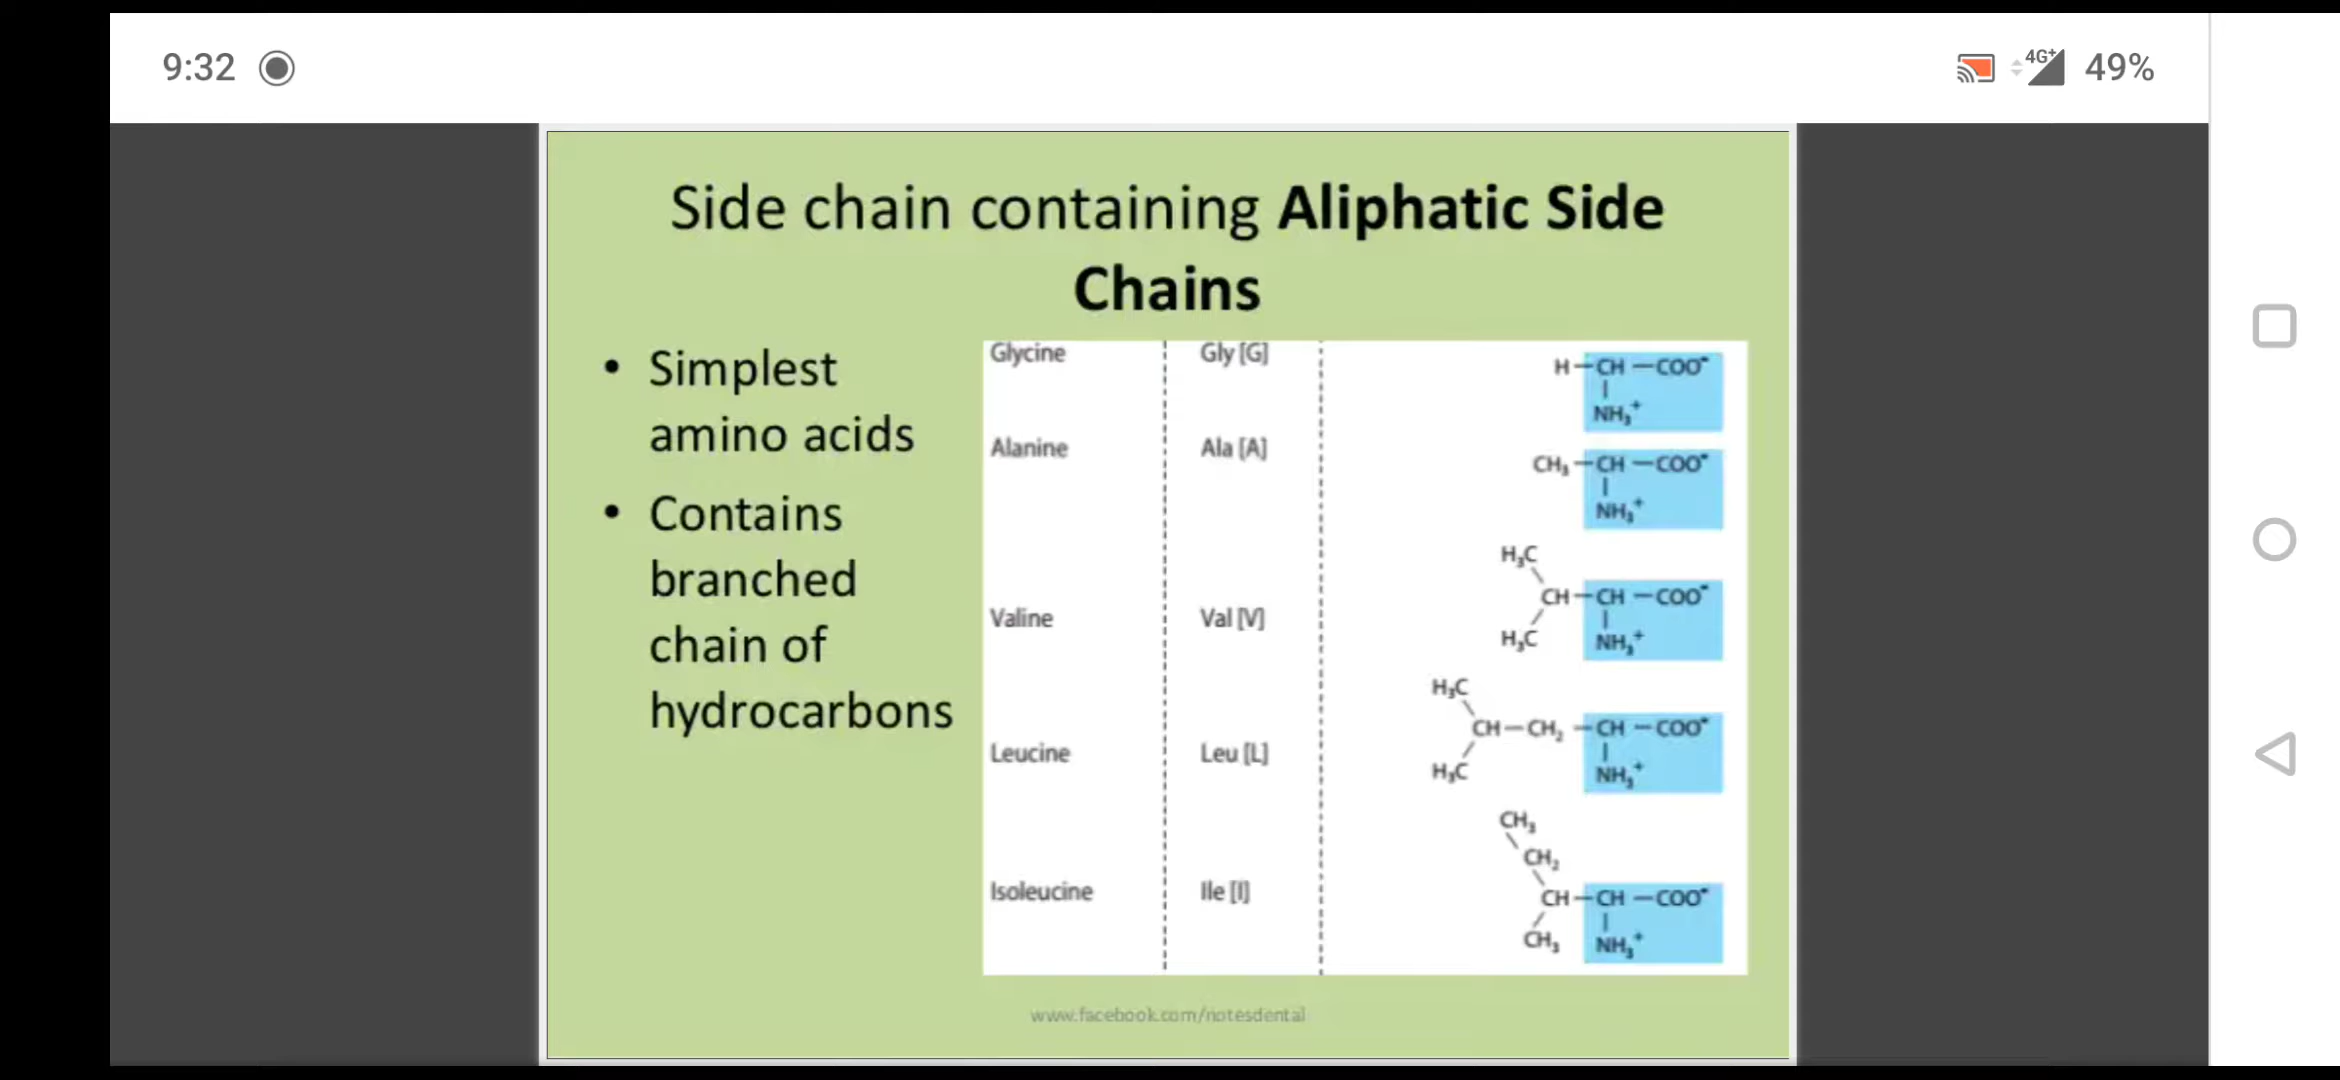 9:32
4G+ 49%
Side chain containing Aliphatic Side
Chains
• Simplest
amino acids
• Contains
branched
chain of
hydrocarbons
Glycine Gly [G] H—CH—COO⁻
NH₃⁺
Alanine Ala [A] CH₃—CH—COO⁻
NH₃⁺
H₃C
CH—CH—COO⁻
Valine Val [V]
H₃C NH₃⁺
H₃C
CH—CH₂—CH—COO⁻
Leucine Leu [L]
H₃C NH₃⁺
CH₃
CH₂
Isoleucine Ile [I] CH—CH—COO⁻
CH₃ NH₃⁺
www.facebook.com/notesdental